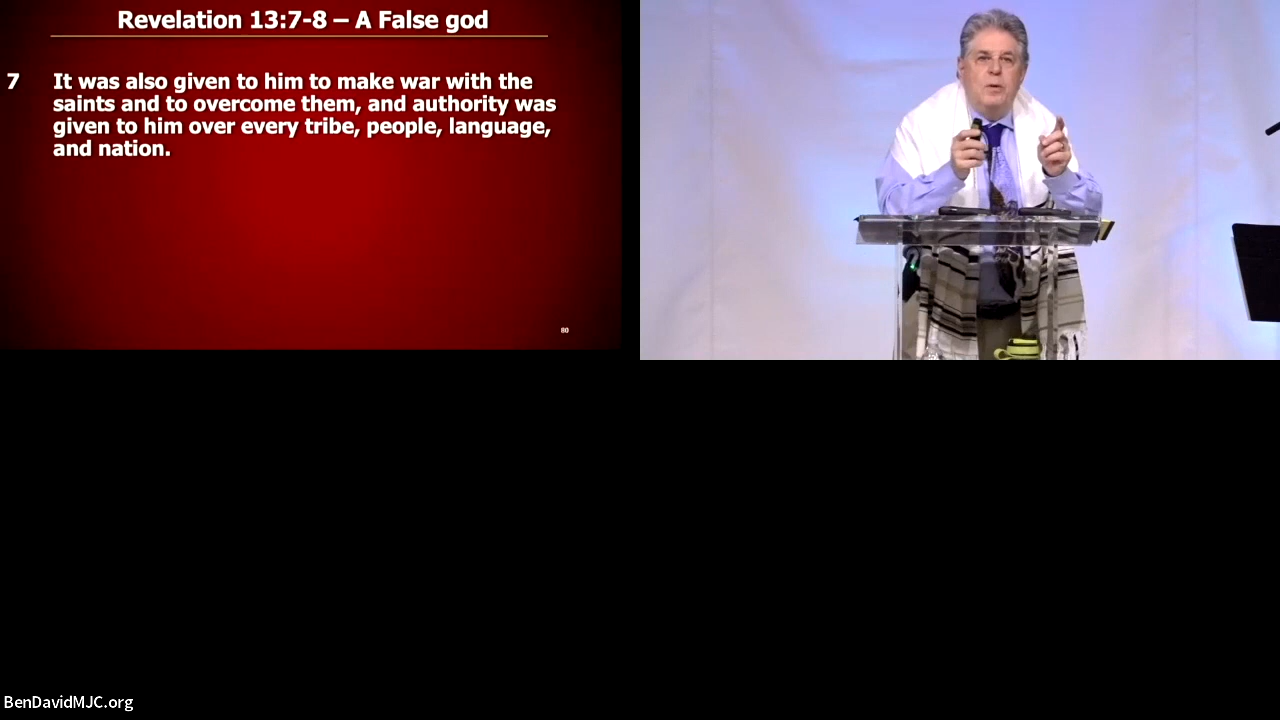 Revelation 13:7-8 – A False god
7 It was also given to him to make war with the
saints and to overcome them, and authority was
given to him over every tribe, people, language,
and nation.
80
BenDavidMJC.org